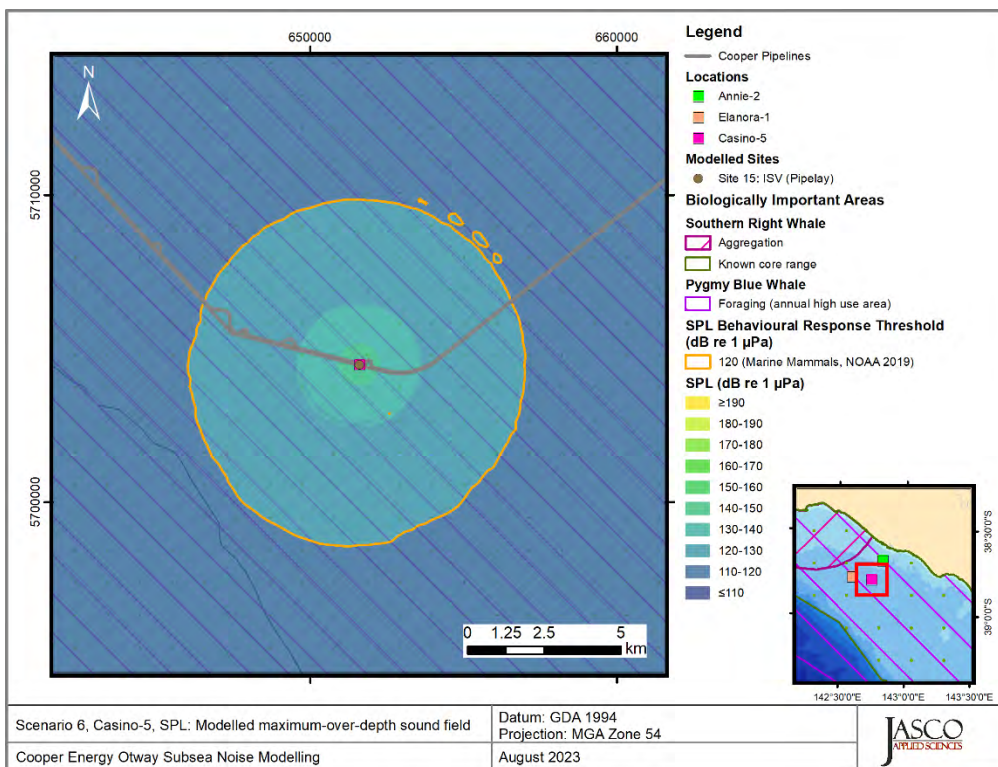 650000
660000
5710000
5700000
N
0 1.25 2.5 5
km
Legend
Cooper Pipelines
Locations
Annie-2
Elanora-1
Casino-5
Modelled Sites
Site 15: ISV (Pipelay)
Biologically Important Areas
Southern Right Whale
Aggregation
Known core range
Pygmy Blue Whale
Foraging (annual high use area)
SPL Behavioural Response Threshold
(dB re 1 µPa)
120 (Marine Mammals, NOAA 2019)
SPL (dB re 1 µPa)
≥190
180-190
170-180
160-170
150-160
140-150
130-140
120-130
110-120
≤110
38°30'0"S
39°0'0"S
142°30'0"E 143°0'0"E 143°30'0"E
Scenario 6, Casino-5, SPL: Modelled maximum-over-depth sound field
Datum: GDA 1994
Projection: MGA Zone 54
Cooper Energy Otway Subsea Noise Modelling
August 2023
JASCO
APPLIED SCIENCES